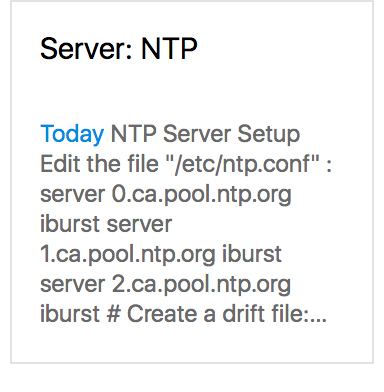 Server: NTP
Today NTP Server Setup
Edit the file "/etc/ntp.conf" :
server 0.ca.pool.ntp.org
iburst server
1.ca.pool.ntp.org iburst
server 2.ca.pool.ntp.org
iburst # Create a drift file:...